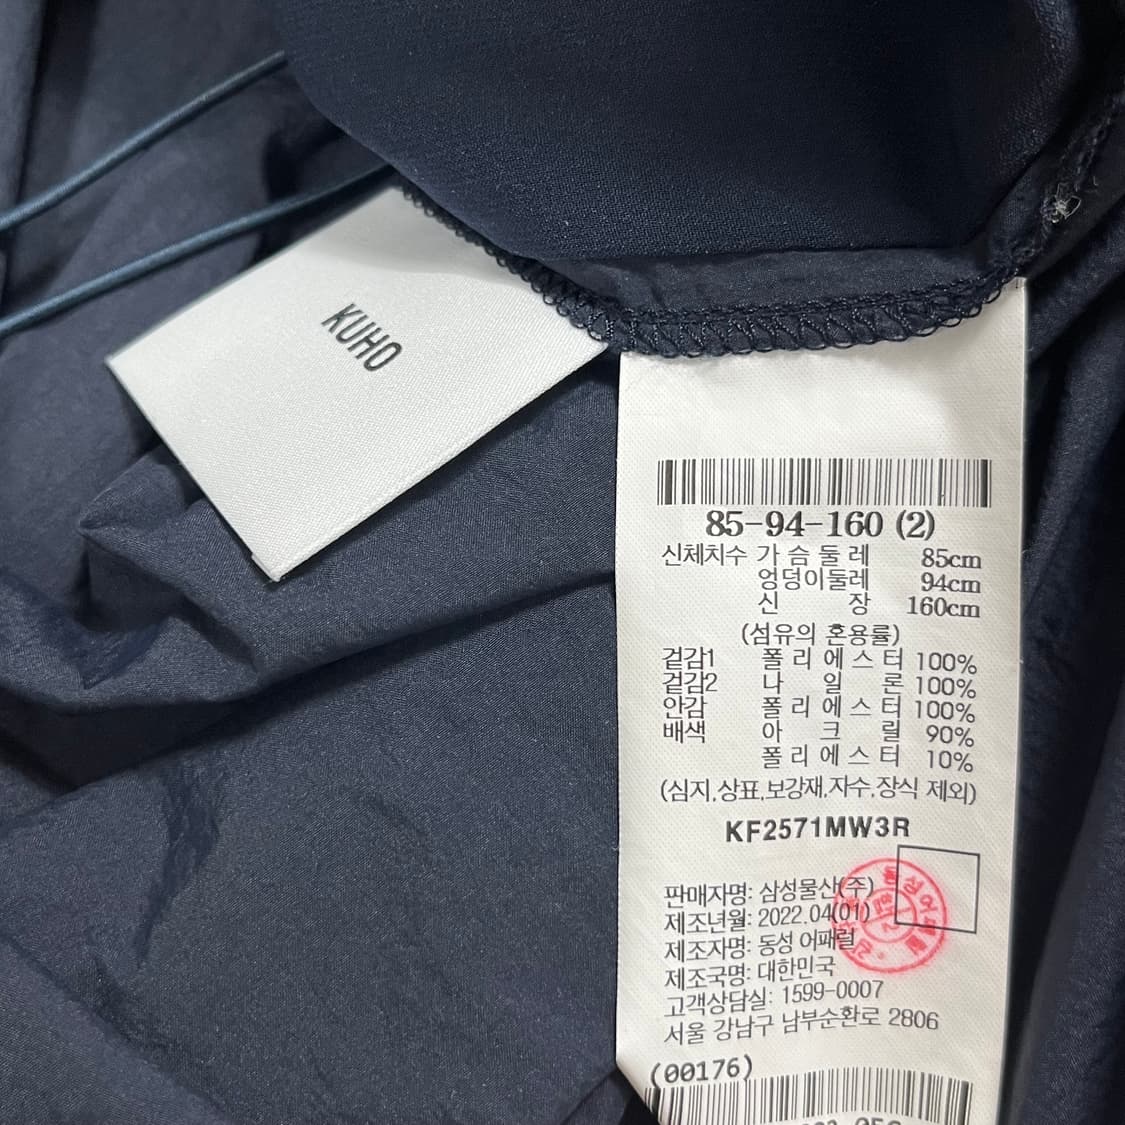 KUHO
85-94-160 (2)
신체치수 가슴둘레 85cm
엉덩이둘레 94cm
신장 160cm
(섬유의 혼용률)
겉감1 폴리에스터 100%
겉감2 나일론 100%
안감 폴리에스터 100%
배색 아크릴 90%
폴리에스터 10%
(심지,상표,보강재,자수,장식 제외)
KF2571MW3R
판매자명: 삼성물산(주)
제조년월: 2022.04(01)
제조자명: 동성 어패럴
제조국명: 대한민국
고객상담실: 1599-0007
서울 강남구 남부순환로 2806
(00176)